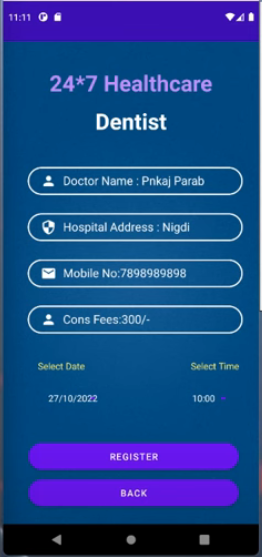 11:11
24*7 Healthcare
Dentist
Doctor Name : Pnkaj Parab
Hospital Address : Nigdi
Mobile No:7898989898
Cons Fees:300/-
Select Date Select Time
27/10/2022 10:00
REGISTER
BACK